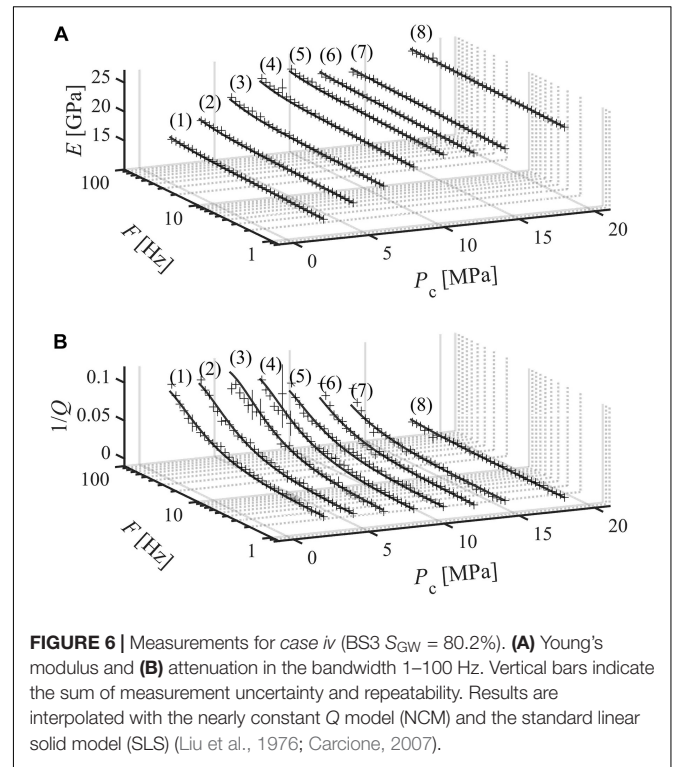 A
(8)
(7)
(6)
(5)
(4)
(3)
(2)
(1)
E [GPa]
25
20
15
100
10
1
F [Hz]
0
5
10
15
20
Pc [MPa]
B
(1)
(2)
(3)
(4)
(5)
(6)
(7)
(8)
1/Q
0.1
0.05
0
100
10
1
F [Hz]
0
5
10
15
20
Pc [MPa]
FIGURE 6 | Measurements for case iv (BS3 SGW = 80.2%). (A) Young's
modulus and (B) attenuation in the bandwidth 1–100 Hz. Vertical bars indicate
the sum of measurement uncertainty and repeatability. Results are
interpolated with the nearly constant Q model (NCM) and the standard linear
solid model (SLS) (Liu et al., 1976; Carcione, 2007).